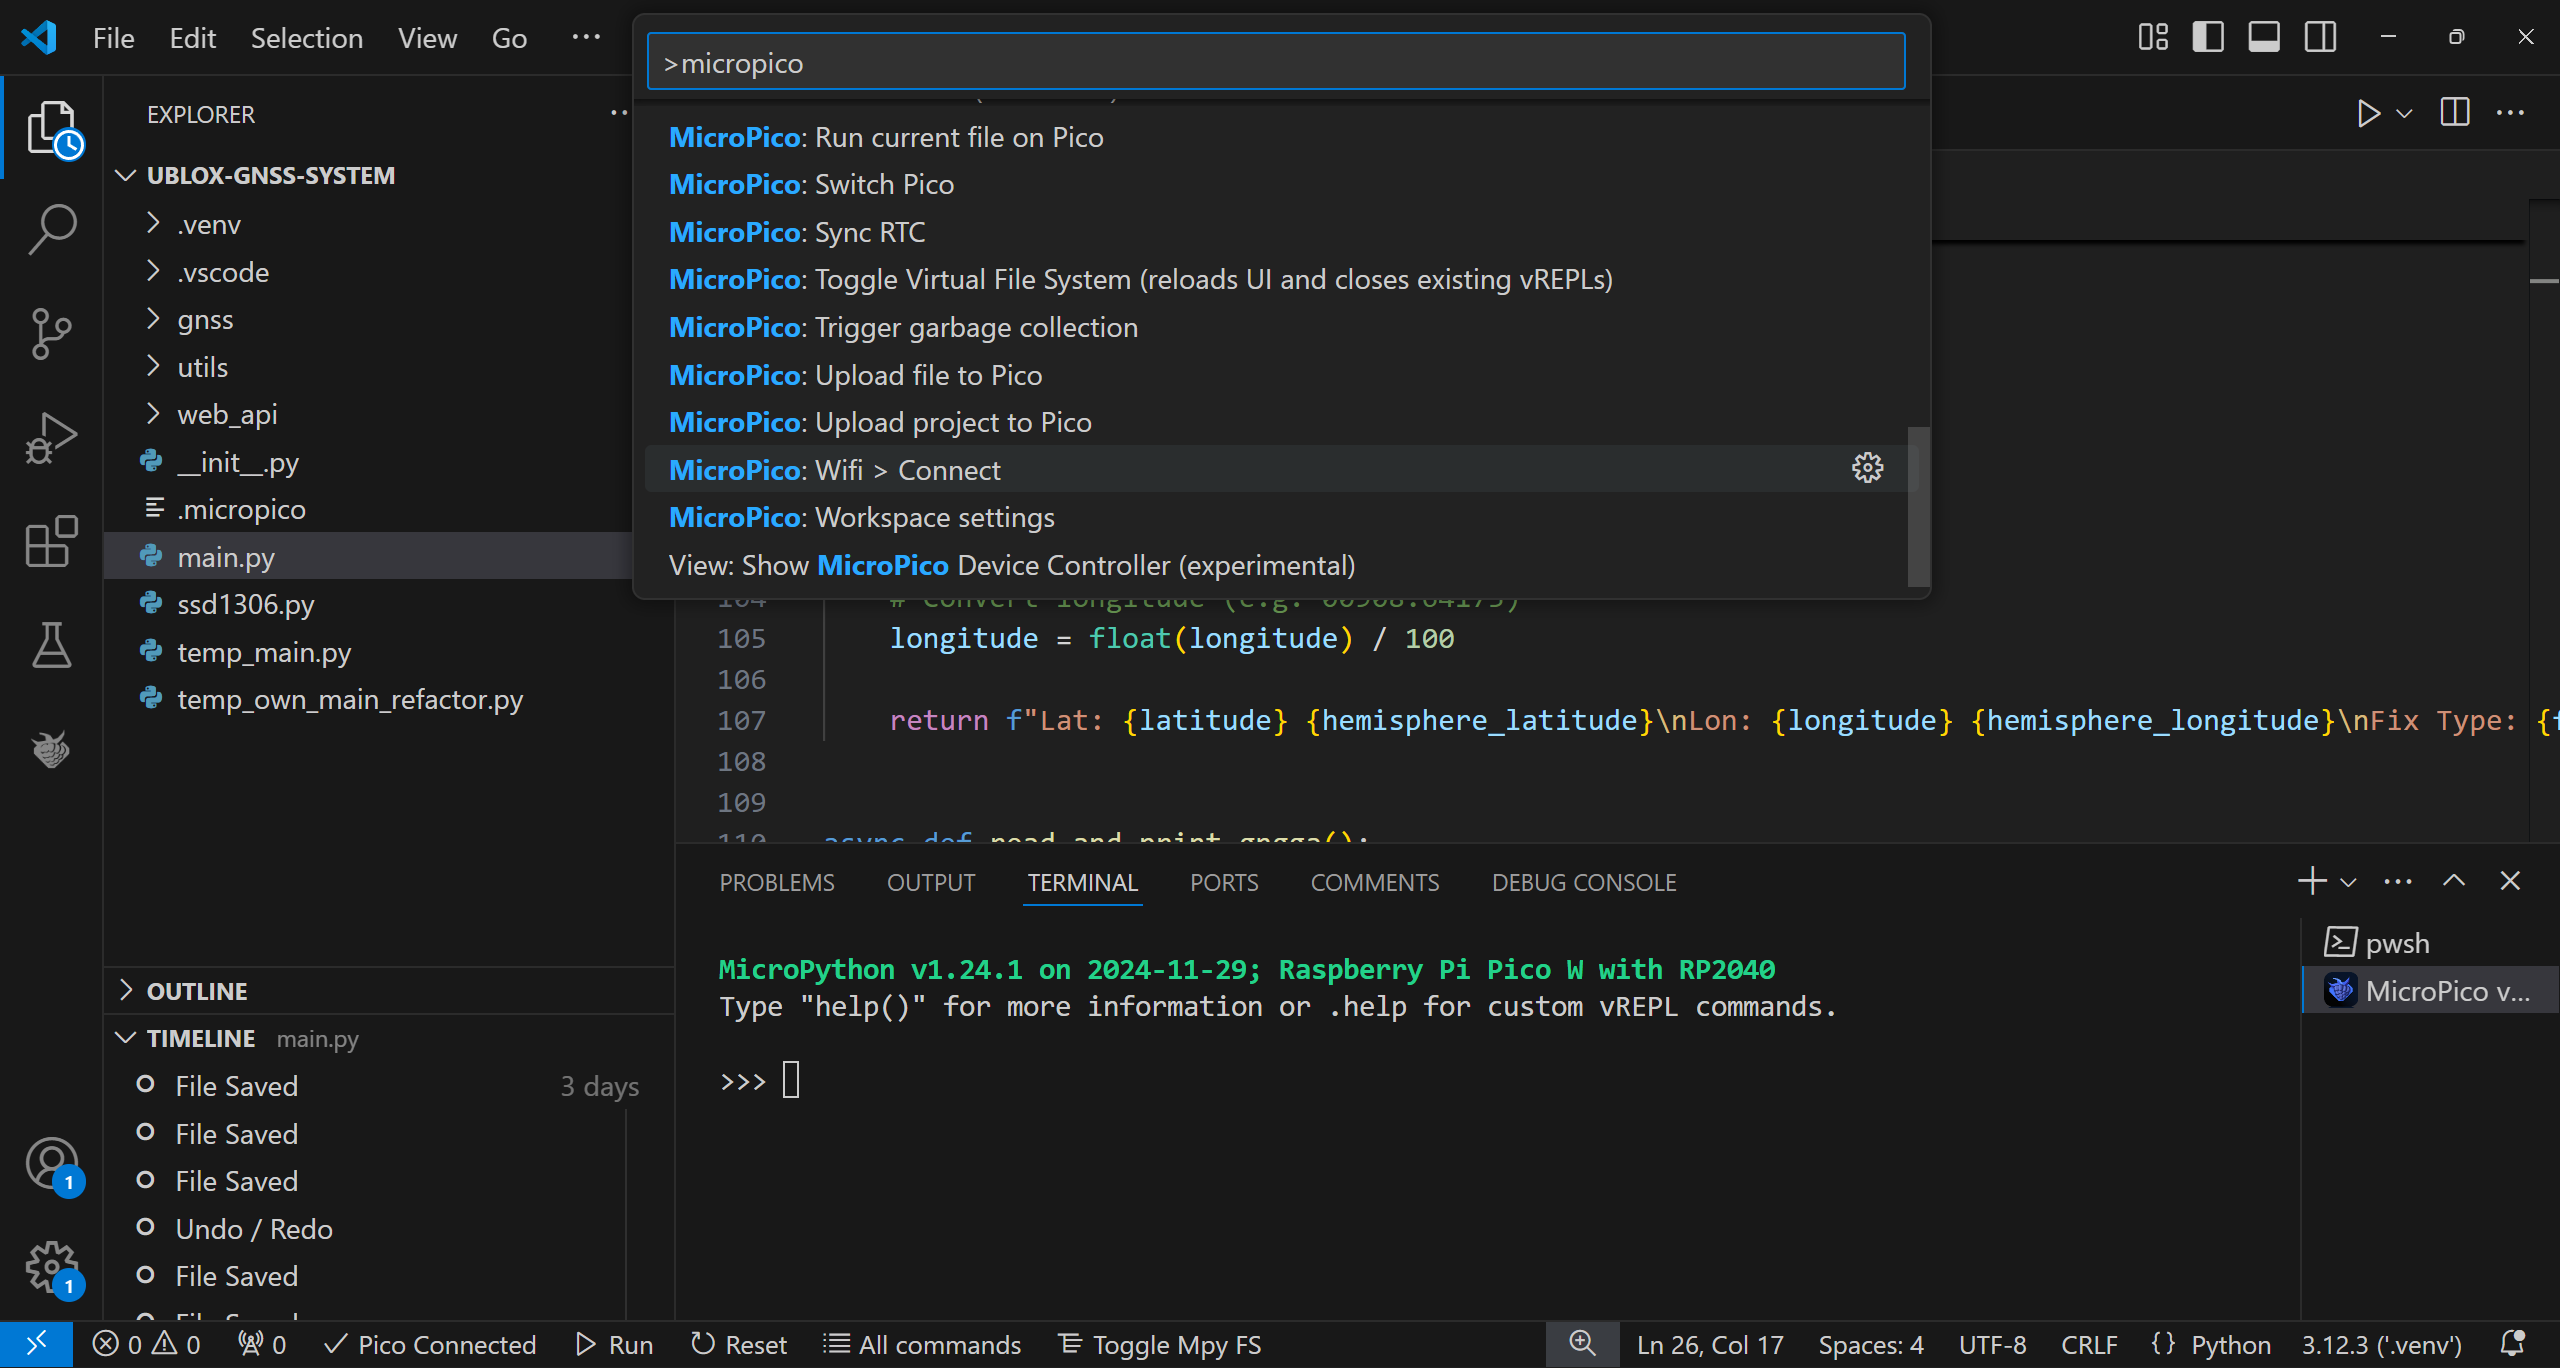 File Edit Selection View Go ···
>micropico
EXPLORER
UBLOX-GNSS-SYSTEM
.venv
.vscode
gnss
utils
web_api
__init__.py
.micropico
main.py
ssd1306.py
temp_main.py
temp_own_main_refactor.py
MicroPico: Run current file on Pico
MicroPico: Switch Pico
MicroPico: Sync RTC
MicroPico: Toggle Virtual File System (reloads UI and closes existing vREPLs)
MicroPico: Trigger garbage collection
MicroPico: Upload file to Pico
MicroPico: Upload project to Pico
MicroPico: Wifi > Connect
MicroPico: Workspace settings
View: Show MicroPico Device Controller (experimental)
104 # Convert longitude (e.g. 00908.64175)
105 longitude = float(longitude) / 100
106
107 return f"Lat: {latitude} {hemisphere_latitude}\nLon: {longitude} {hemisphere_longitude}\nFix Type: {f
108
109
110 async def read_and_print_gngga():
PROBLEMS OUTPUT TERMINAL PORTS COMMENTS DEBUG CONSOLE
MicroPython v1.24.1 on 2024-11-29; Raspberry Pi Pico W with RP2040
Type "help()" for more information or .help for custom vREPL commands.
>>>
pwsh
MicroPico v...
OUTLINE
TIMELINE main.py
File Saved 3 days
File Saved
File Saved
Undo / Redo
File Saved
File Saved
1
1
0 0 0 Pico Connected Run Reset All commands Toggle Mpy FS Ln 26, Col 17 Spaces: 4 UTF-8 CRLF {} Python 3.12.3 ('.venv')